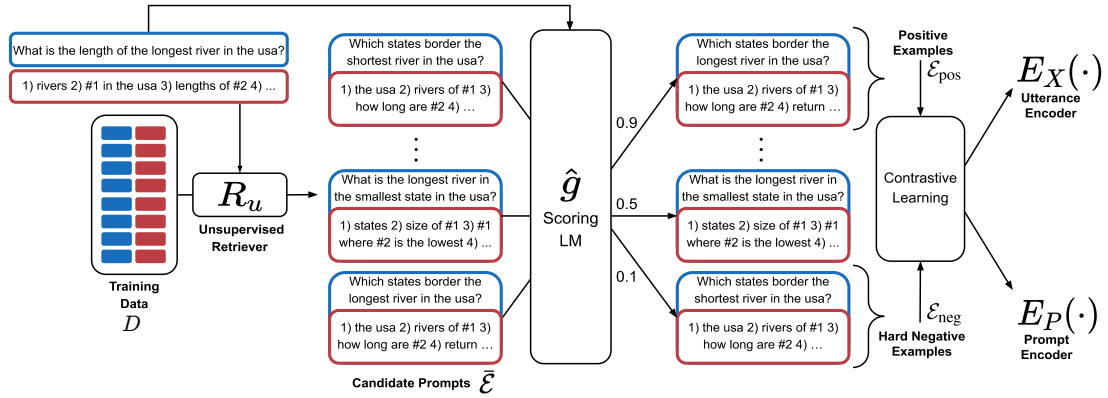 What is the length of the longest river in the usa?
1) rivers 2) #1 in the usa 3) lengths of #2 4) ...
Training
Data
D
R_u
Unsupervised
Retriever
Which states border the
shortest river in the usa?
1) the usa 2) rivers of #1 3)
how long are #2 4) …
⋮
What is the longest river in
the smallest state in the usa?
1) states 2) size of #1 3) #1
where #2 is the lowest 4) ...
Which states border the
longest river in the usa?
1) the usa 2) rivers of #1 3)
how long are #2 4) return …
Candidate Prompts ℰ̄
ĝ
Scoring
LM
0.9
0.5
0.1
Which states border the
longest river in the usa?
1) the usa 2) rivers of #1 3)
how long are #2 4) return …
⋮
What is the longest river in
the smallest state in the usa?
1) states 2) size of #1 3) #1
where #2 is the lowest 4) ...
Which states border the
shortest river in the usa?
1) the usa 2) rivers of #1 3)
how long are #2 4) …
Positive
Examples
ℰ_pos
Contrastive
Learning
ℰ_neg
Hard Negative
Examples
E_X(·)
Utterance
Encoder
E_P(·)
Prompt
Encoder